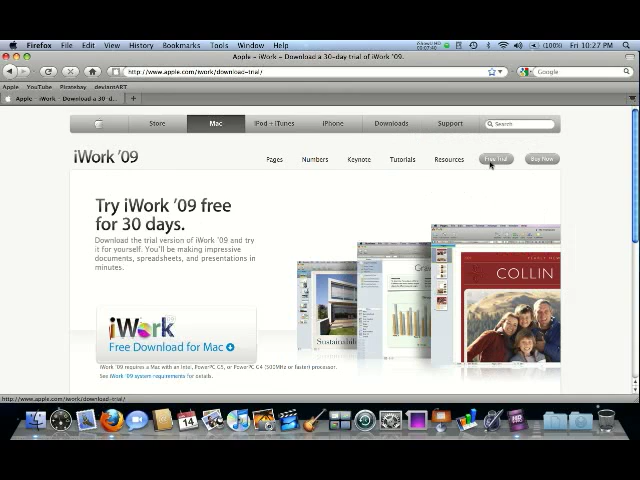 Firefox File Edit View History Bookmarks Tools Window Help (100%) Fri 10:27 PM
Apple - iWork - Download a 30-day trial of iWork '09.
http://www.apple.com/iwork/download-trial/ Google
Apple YouTube Piratebay deviantART
Apple - iWork - Download a 30-d...
Store Mac iPod + iTunes iPhone Downloads Support Search
iWork '09 Pages Numbers Keynote Tutorials Resources Free Trial Buy Now
Try iWork '09 free
for 30 days.
Download the trial version of iWork '09 and try
it for yourself. You'll be making impressive
documents, spreadsheets, and presentations in
minutes.
COLLIN
Sustainabil
iWork
Free Download for Mac
iWork '09 requires a Mac with an Intel, PowerPC G5, or PowerPC G4 (500MHz or faster) processor.
See iWork '09 system requirements for details.
http://www.apple.com/iwork/download-trial/
14